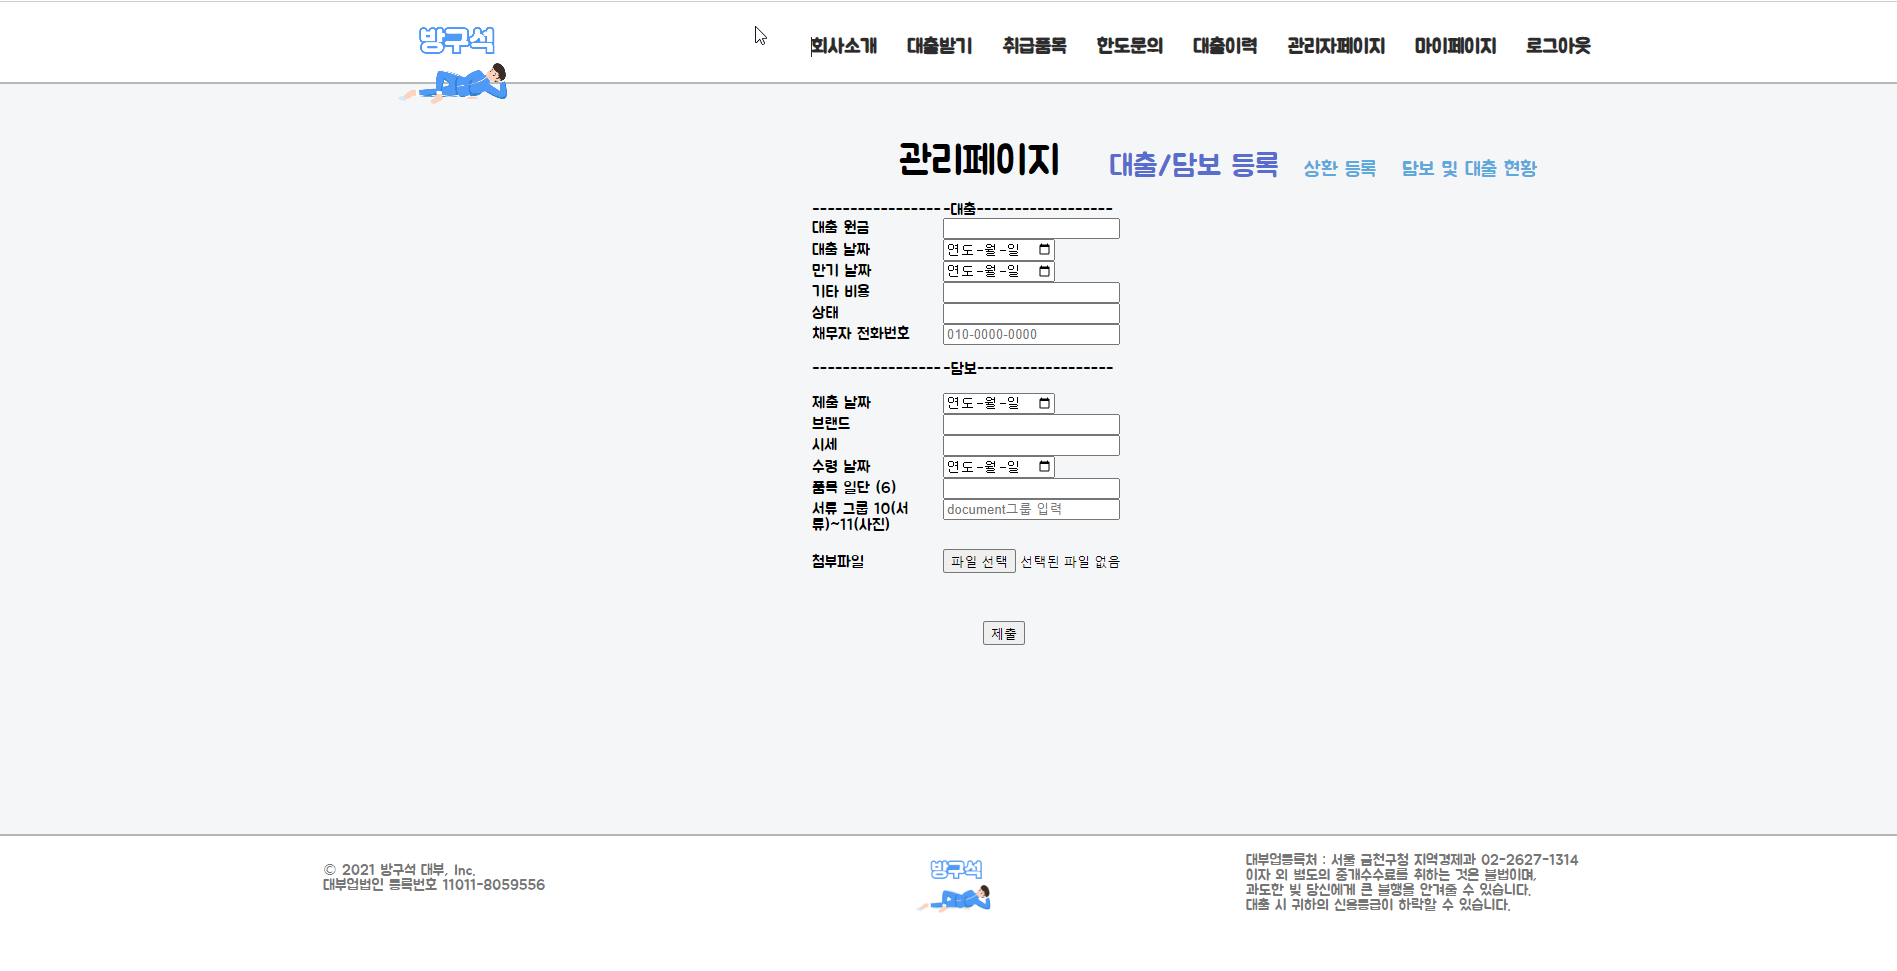 방구석
회사소개 대출받기 취급품목 한도문의 대출이력 관리자페이지 마이페이지 로그아웃
관리페이지 대출/담보 등록 상환 등록 담보 및 대출 현황
------------------대출------------------
대출 원금
대출 날짜 연도-월-일
만기 날짜 연도-월-일
기타 비용
상태
채무자 전화번호 010-0000-0000
------------------담보------------------
제출 날짜 연도-월-일
브랜드
시세
수령 날짜 연도-월-일
품목 일단 (6)
서류 그룹 10(서 document그룹 입력
류)~11(사진)
첨부파일 파일 선택 선택된 파일 없음
제출
© 2021 방구석 대부, Inc.
대부업법인 등록번호 11011-8059556
방구석
대부업등록처 : 서울 금천구청 지역경제과 02-2627-1314
이자 외 별도의 중개수수료를 취하는 것은 불법이며,
과도한 빚 당신에게 큰 불행을 안겨줄 수 있습니다.
대출 시 귀하의 신용등급이 하락할 수 있습니다.